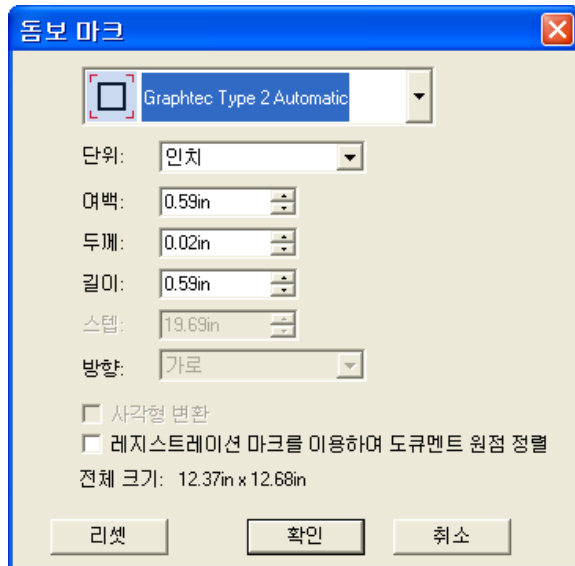 돔보 마크
Graphtec Type 2 Automatic
단위: 인치
여백: 0.59in
두께: 0.02in
길이: 0.59in
스텝: 19.69in
방향: 가로
사각형 변환
레지스트레이션 마크를 이용하여 도큐멘트 원점 정렬
전체 크기: 12.37in x 12.68in
리셋 확인 취소